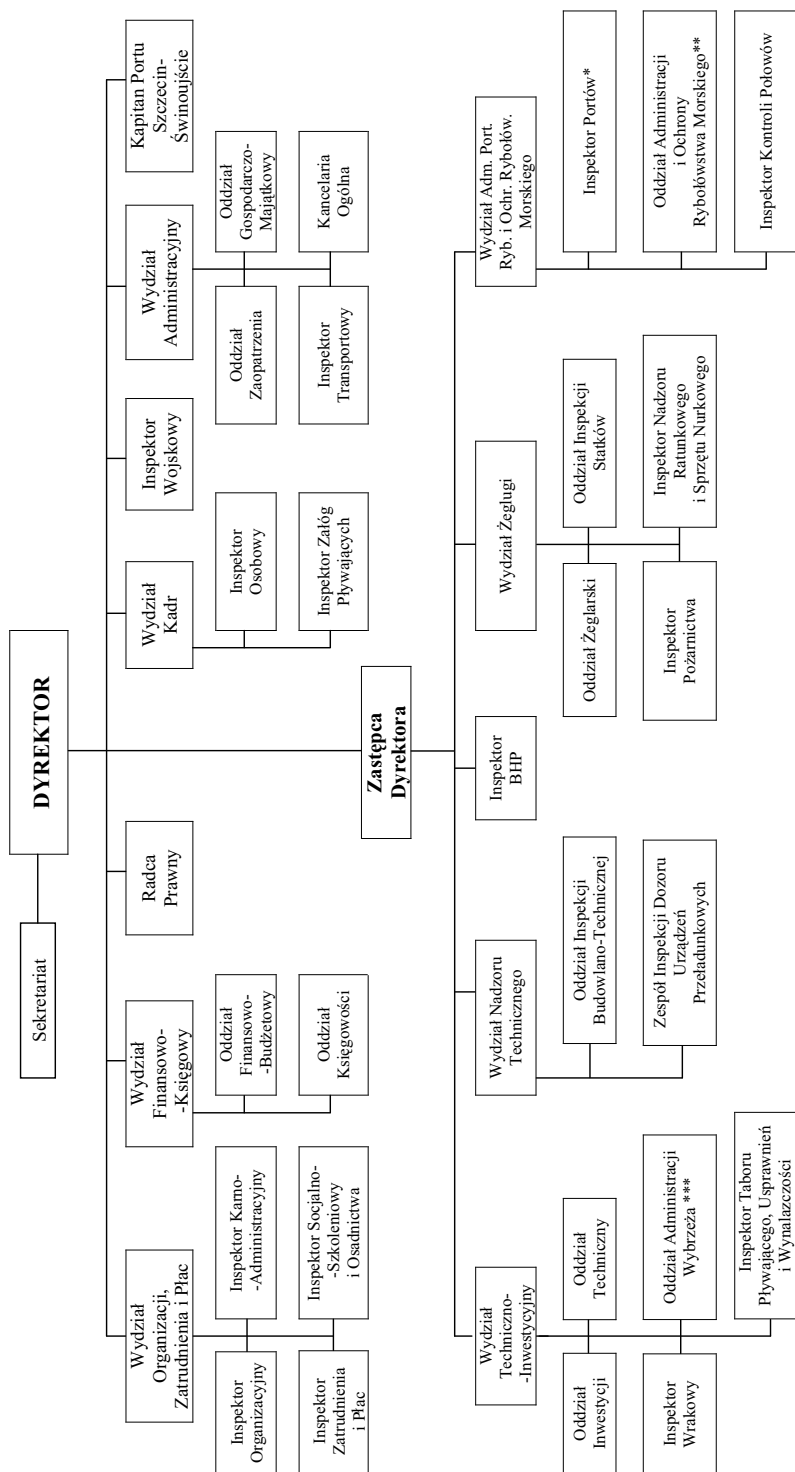 DYREKTOR
Sekretariat
Wydział
Organizacji,
Zatrudnienia i Płac
Inspektor
Organizacyjny
Inspektor Karno-
-Administracyjny
Inspektor
Zatrudnienia
i Płac
Inspektor Socjalno-
-Szkoleniowy
i Osadnictwa
Wydział
Finansowo-
-Księgowy
Oddział
Finansowo-
-Budżetowy
Oddział
Księgowości
Radca
Prawny
Wydział
Kadr
Inspektor
Osobowy
Inspektor Załóg
Pływających
Inspektor
Wojskowy
Wydział
Administracyjny
Oddział
Zaopatrzenia
Oddział
Gospodarczo-
Majątkowy
Inspektor
Transportowy
Kancelaria
Ogólna
Kapitan Portu
Szczecin-
Świnoujście
Zastępca
Dyrektora
Wydział
Techniczno-
-Inwestycyjny
Oddział
Inwestycji
Oddział
Techniczny
Inspektor
Wrakowy
Oddział Administracji
Wybrzeża ***
Inspektor Taboru
Pływającego, Usprawnień
i Wynalazczości
Wydział Nadzoru
Technicznego
Oddział Inspekcji
Budowlano-Technicznej
Zespół Inspekcji Dozoru
Urządzeń
Przeładunkowych
Inspektor
BHP
Wydział Żeglugi
Oddział Żeglarski
Oddział Inspekcji
Statków
Inspektor
Pożarnictwa
Inspektor Nadzoru
Ratunkowego
i Sprzętu Nurkowego
Wydział Adm. Port.
Ryb. i Ochr. Rybołów.
Morskiego
Inspektor Portów*
Oddział Administracji
i Ochrony
Rybołówstwa Morskiego**
Inspektor Kontroli Połowów